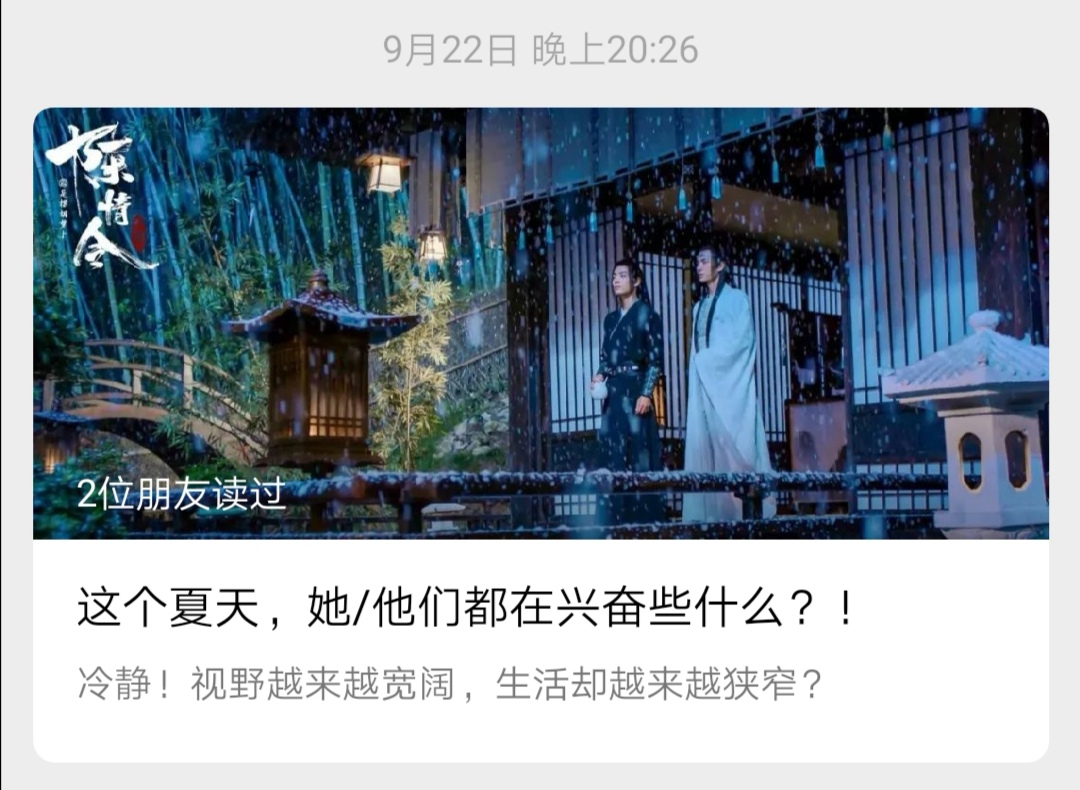 9月22日 晚上20:26
陈情令
2位朋友读过
这个夏天，她/他们都在兴奋些什么？！
冷静！视野越来越宽阔，生活却越来越狭窄？